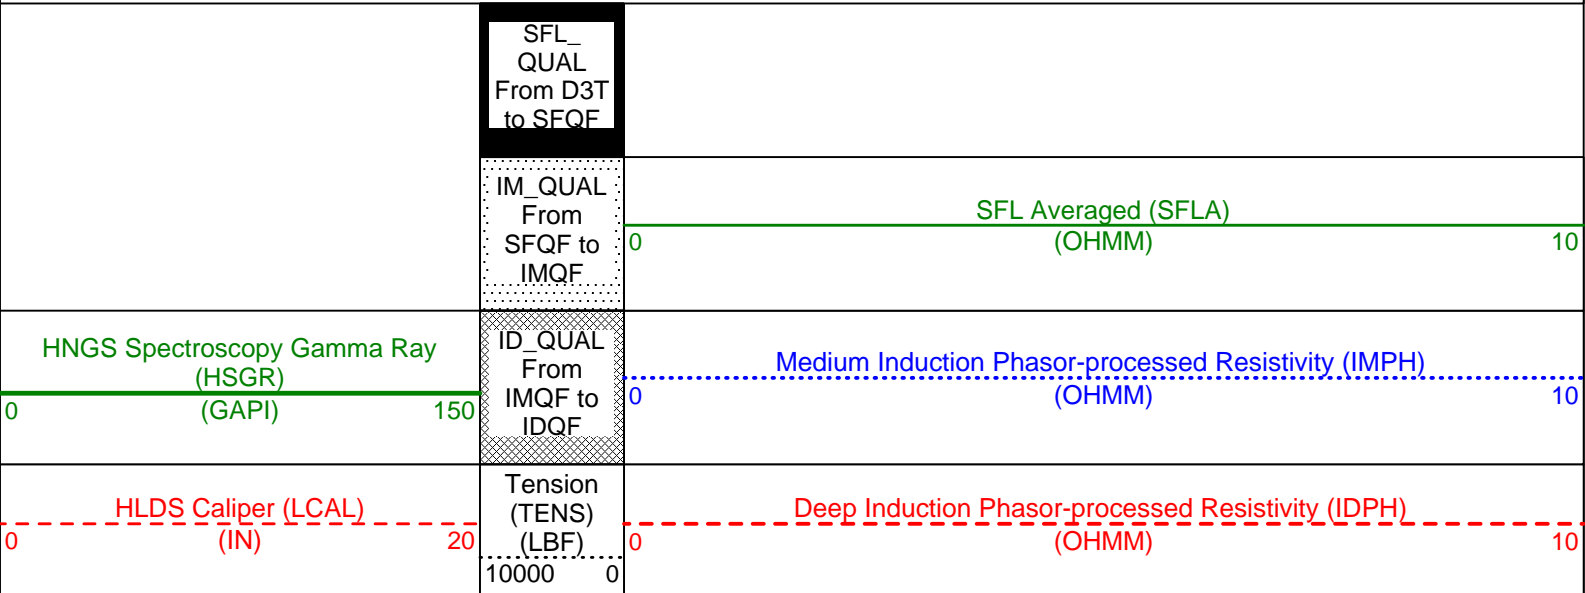 SFL_
QUAL
From D3T
to SFQF
IM_QUAL
From
SFQF to
IMQF
SFL Averaged (SFLA)
0 (OHMM) 10
HNGS Spectroscopy Gamma Ray
(HSGR)
0 (GAPI) 150
ID_QUAL
From
IMQF to
IDQF
Medium Induction Phasor-processed Resistivity (IMPH)
0 (OHMM) 10
HLDS Caliper (LCAL)
0 (IN) 20
Tension
(TENS)
(LBF)
10000 0
Deep Induction Phasor-processed Resistivity (IDPH)
0 (OHMM) 10